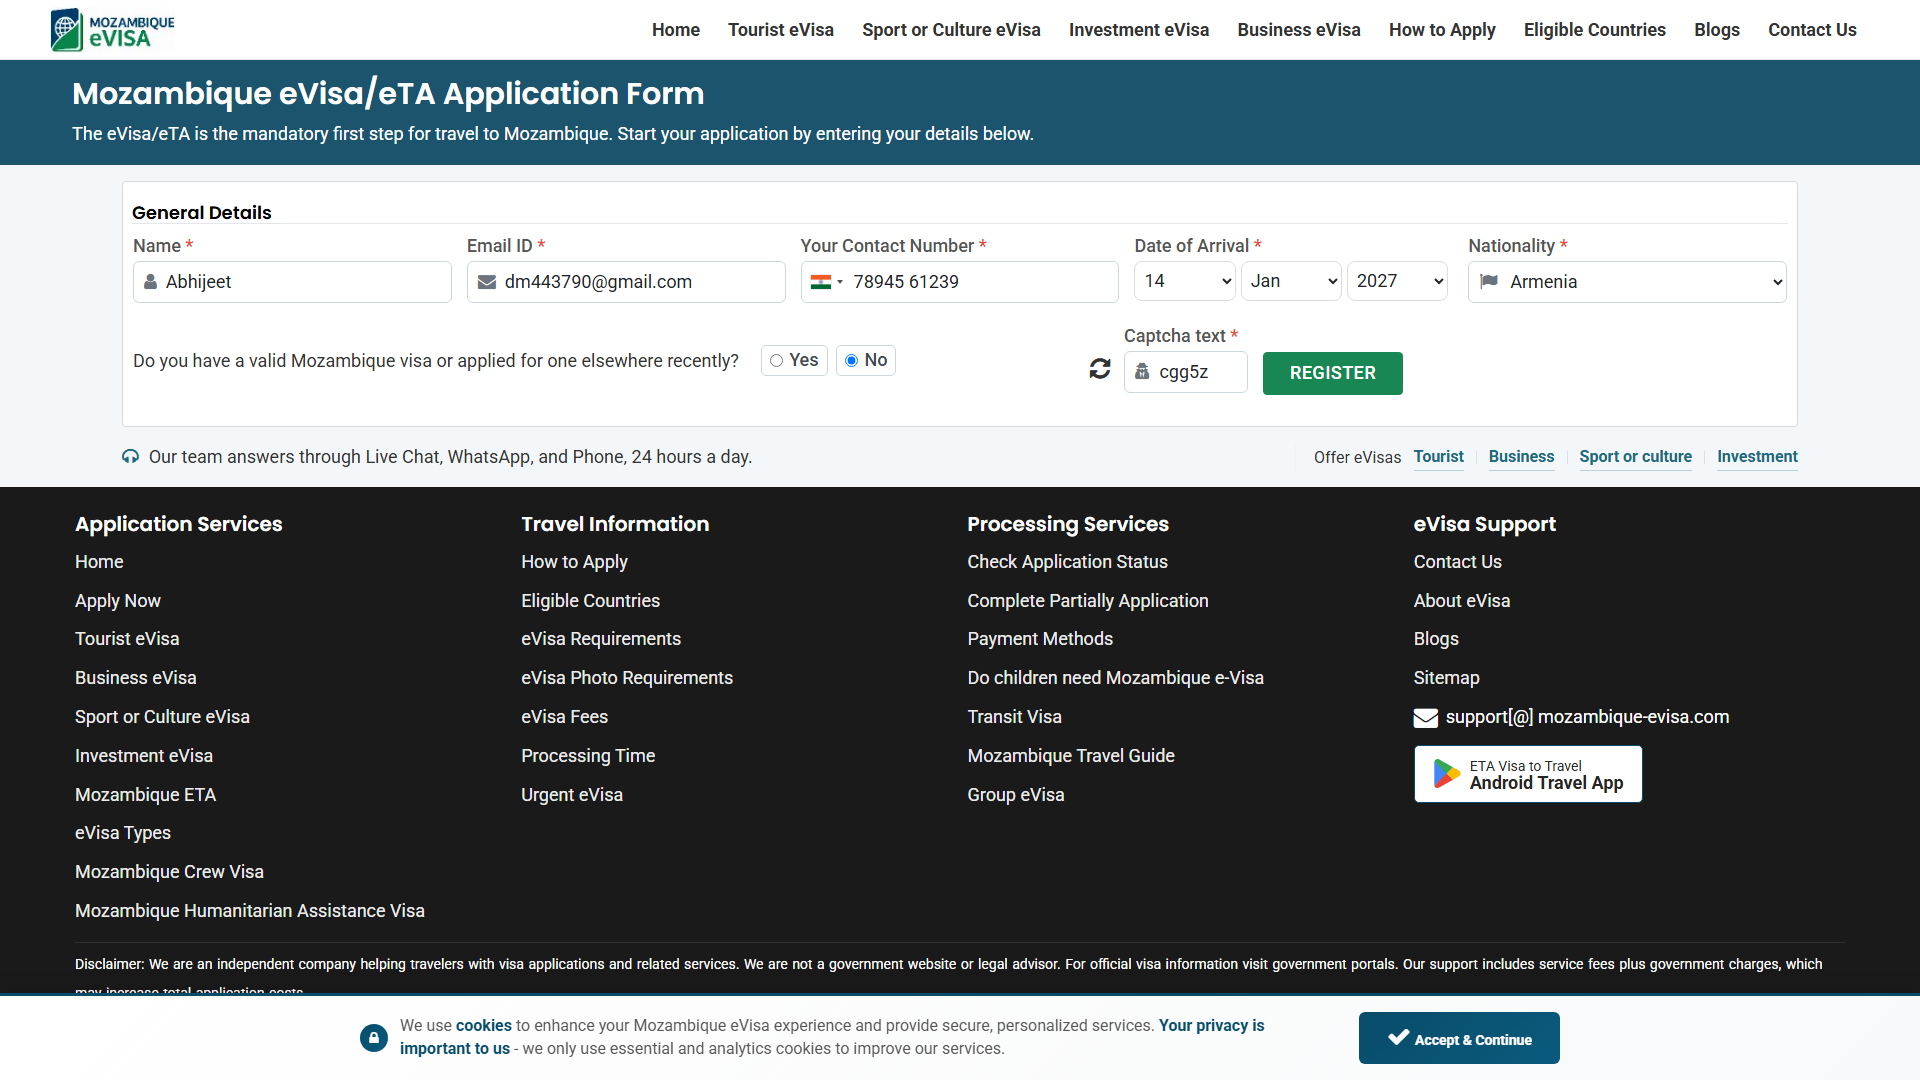 MOZAMBIQUE
eVISA
Home
Tourist eVisa
Sport or Culture eVisa
Investment eVisa
Business eVisa
How to Apply
Eligible Countries
Blogs
Contact Us
Mozambique eVisa/eTA Application Form
The eVisa/eTA is the mandatory first step for travel to Mozambique. Start your application by entering your details below.
General Details
Name *
Email ID *
Your Contact Number *
Date of Arrival *
Nationality *
Abhijeet
dm443790@gmail.com
78945 61239
14
Jan
2027
Armenia
Do you have a valid Mozambique visa or applied for one elsewhere recently?
Yes
No
Captcha text *
cgg5z
REGISTER
Our team answers through Live Chat, WhatsApp, and Phone, 24 hours a day.
Offer eVisas
Tourist
Business
Sport or culture
Investment
Application Services
Home
Apply Now
Tourist eVisa
Business eVisa
Sport or Culture eVisa
Investment eVisa
Mozambique ETA
eVisa Types
Mozambique Crew Visa
Mozambique Humanitarian Assistance Visa
Travel Information
How to Apply
Eligible Countries
eVisa Requirements
eVisa Photo Requirements
eVisa Fees
Processing Time
Urgent eVisa
Processing Services
Check Application Status
Complete Partially Application
Payment Methods
Do children need Mozambique e-Visa
Transit Visa
Mozambique Travel Guide
Group eVisa
eVisa Support
Contact Us
About eVisa
Blogs
Sitemap
support[@] mozambique-evisa.com
ETA Visa to Travel
Android Travel App
Disclaimer: We are an independent company helping travelers with visa applications and related services. We are not a government website or legal advisor. For official visa information visit government portals. Our support includes service fees plus government charges, which
may increase total application costs.
We use cookies to enhance your Mozambique eVisa experience and provide secure, personalized services. Your privacy is
important to us - we only use essential and analytics cookies to improve our services.
Accept & Continue